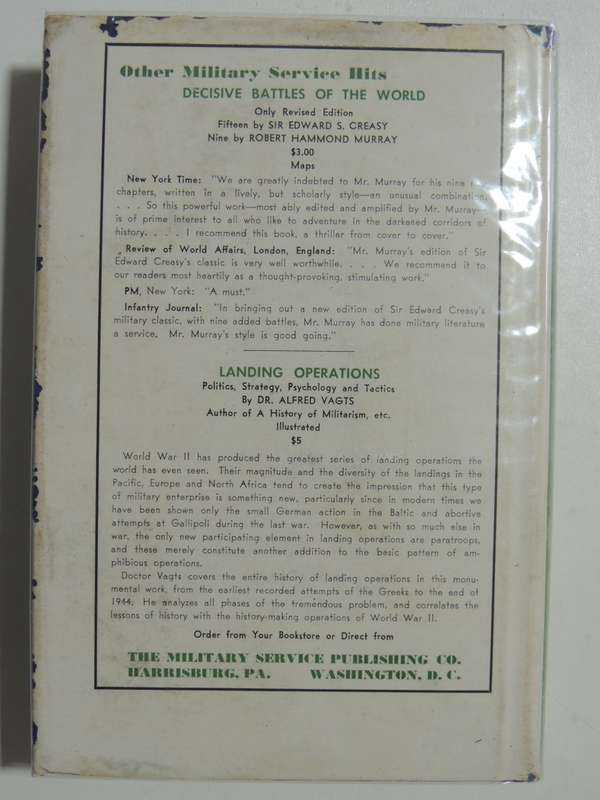 Other Military Service Hits
DECISIVE BATTLES OF THE WORLD
Only Revised Edition
Fifteen by SIR EDWARD S. CREASY
Nine by ROBERT HAMMOND MURRAY
$3.00
Maps
New York Time: "We are greatly indebted to Mr. Murray for his nine
chapters, written in a lively, but scholarly style—an unusual combination.
. . . So this powerful work—most ably edited and amplified by Mr. Murray—
is of prime interest to all who like to adventure in the darkened corridors of
history. . . . I recommend this book, a thriller from cover to cover."
Review of World Affairs, London, England: "Mr. Murray's edition of Sir
Edward Creasy's classic is very well worthwhile. . . . We recommend it to
our readers most heartily as a thought-provoking, stimulating work."
PM, New York: "A must."
Infantry Journal: "In bringing out a new edition of Sir Edward Creasy's
military classic, with nine added battles, Mr. Murray has done military literature
a service. Mr. Murray's style is good going."
LANDING OPERATIONS
Politics, Strategy, Psychology and Tactics
By DR. ALFRED VAGTS
Author of A History of Militarism, etc.
Illustrated
$5
World War II has produced the greatest series of landing operations the
world has even seen. Their magnitude and the diversity of the landings in the
Pacific, Europe and North Africa tend to create the impression that this type
of military enterprise is something new, particularly since in modern times we
have been shown only the small German action in the Baltic and abortive
attempts at Gallipoli during the last war. However, as with so much else in
war, the only new participating element in landing operations are paratroops,
and these merely constitute another addition to the basic pattern of am-
phibious operations.
Doctor Vagts covers the entire history of landing operations in this monu-
mental work, from the earliest recorded attempts of the Greeks to the end of
1944. He analyzes all phases of the tremendous problem, and correlates the
lessons of history with the history-making operations of World War II.
Order from Your Bookstore or Direct from
THE MILITARY SERVICE PUBLISHING CO.
HARRISBURG, PA. WASHINGTON, D. C.